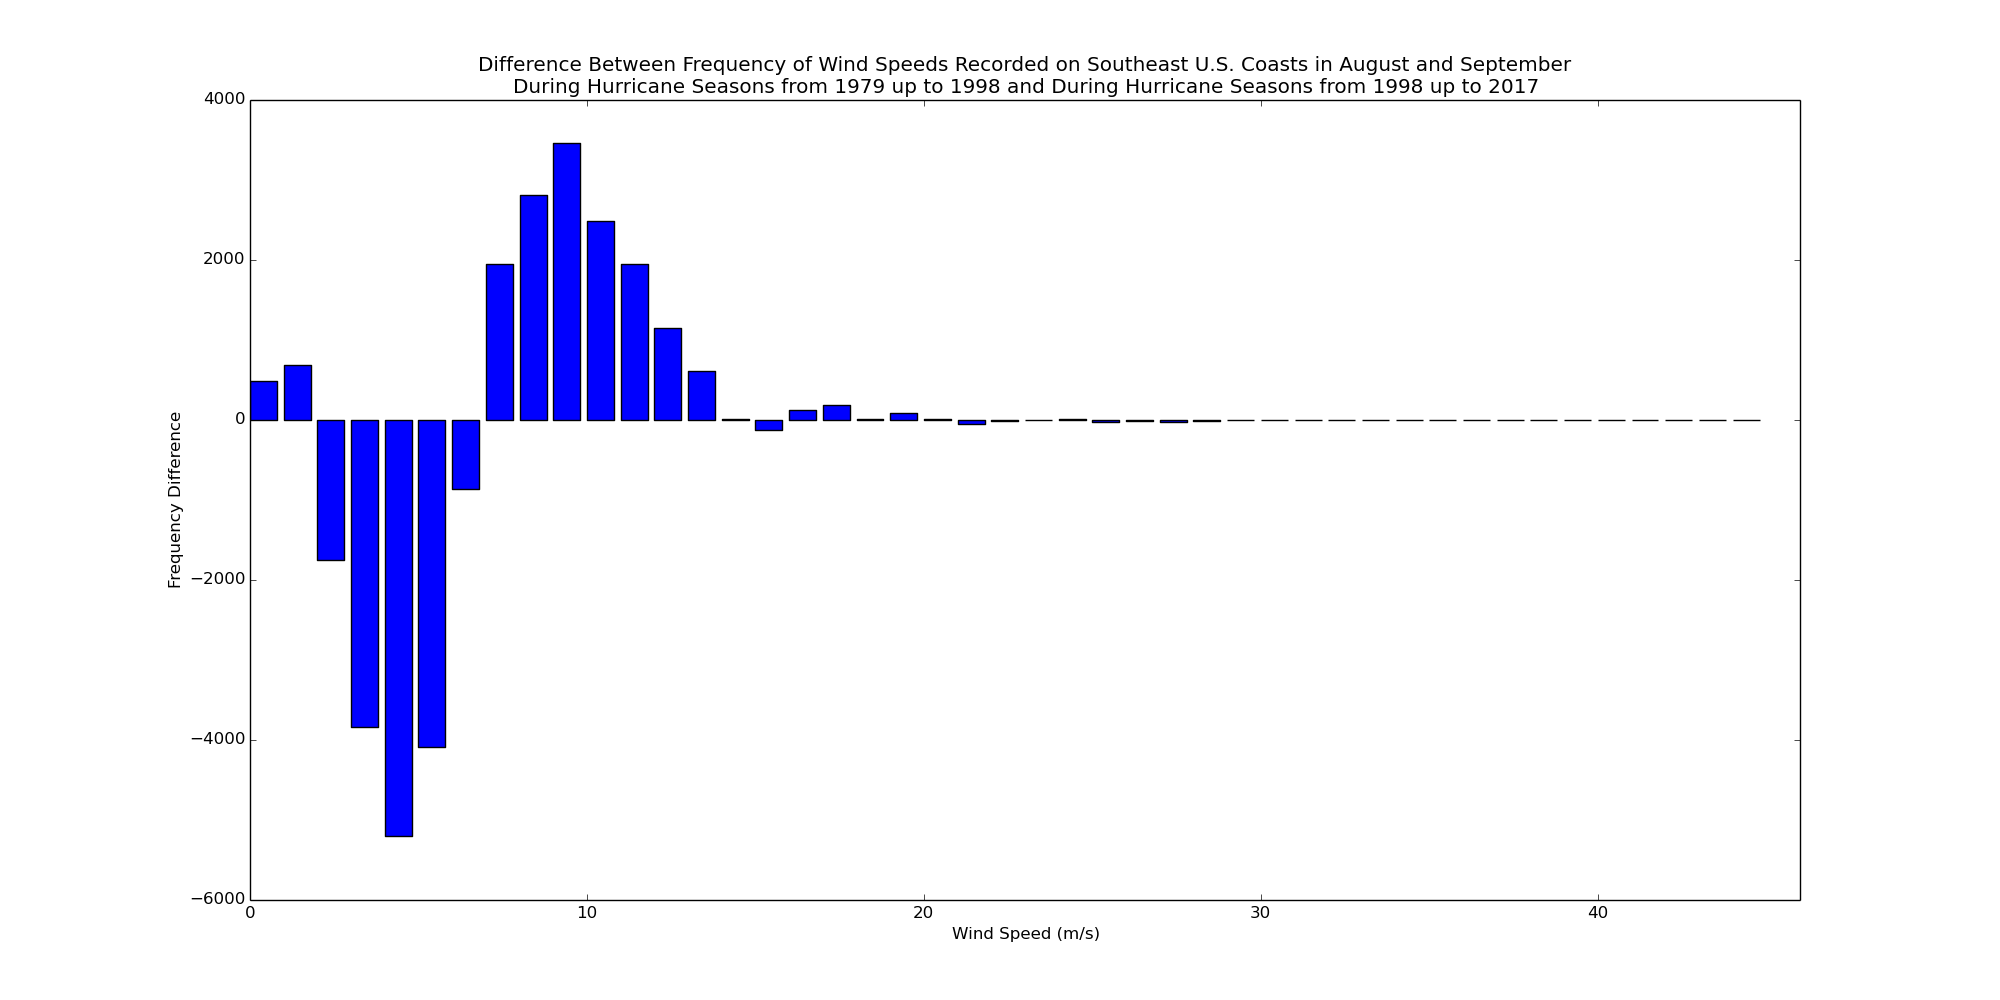 Difference Between Frequency of Wind Speeds Recorded on Southeast U.S. Coasts in August and September
During Hurricane Seasons from 1979 up to 1998 and During Hurricane Seasons from 1998 up to 2017
4000
2000
0
−2000
−4000
−6000
Frequency Difference
0 10 20 30 40
Wind Speed (m/s)